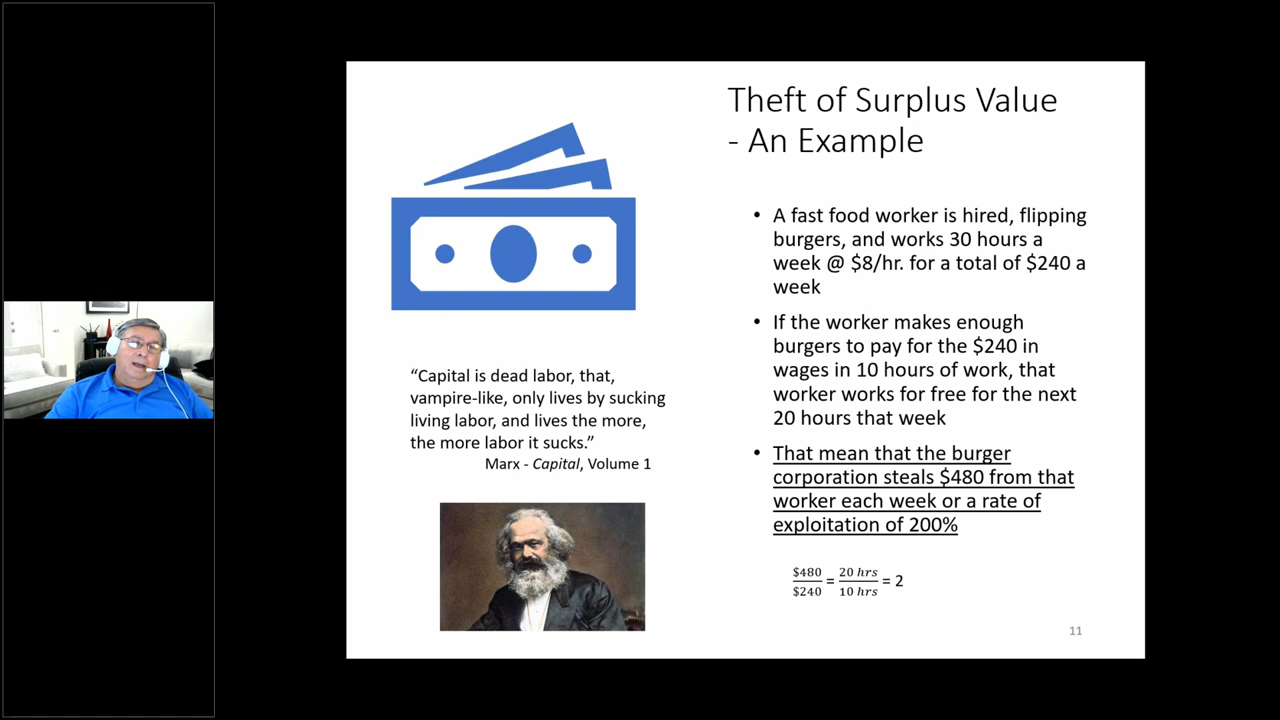 Theft of Surplus Value
- An Example
• A fast food worker is hired, flipping
burgers, and works 30 hours a
week @ $8/hr. for a total of $240 a
week
• If the worker makes enough
burgers to pay for the $240 in
wages in 10 hours of work, that
worker works for free for the next
20 hours that week
• That mean that the burger
corporation steals $480 from that
worker each week or a rate of
exploitation of 200%
$480/$240 = 20 hrs/10 hrs = 2
“Capital is dead labor, that,
vampire-like, only lives by sucking
living labor, and lives the more,
the more labor it sucks.”
Marx - Capital, Volume 1
11